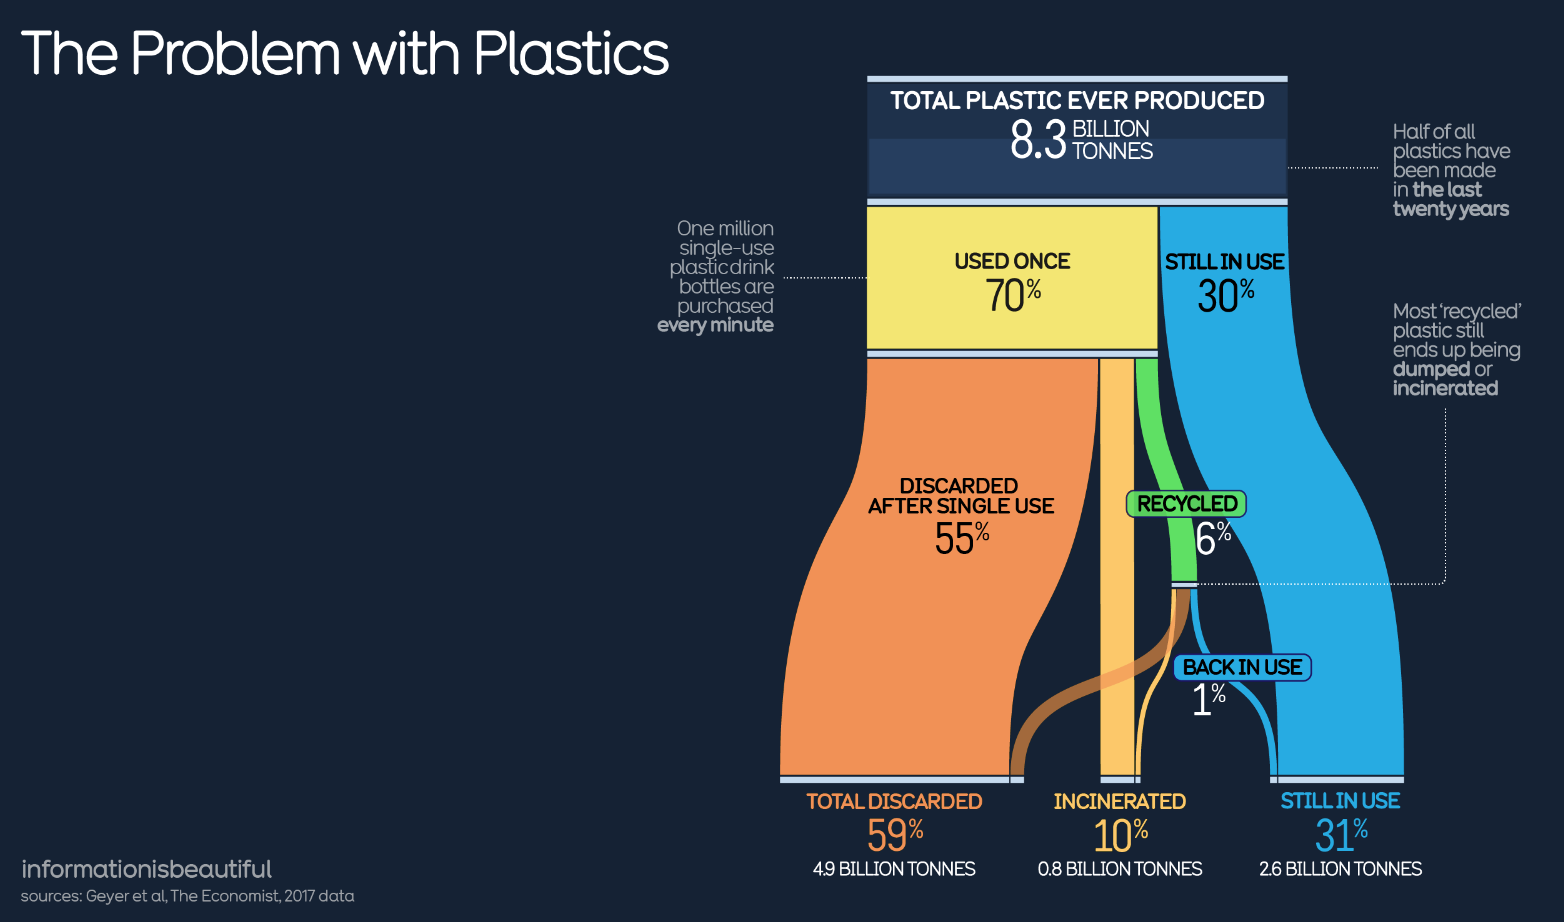 The Problem with Plastics
TOTAL PLASTIC EVER PRODUCED
8.3 BILLION
TONNES
Half of all
plastics have
been made
in the last
twenty years
One million
single-use
plastic drink
bottles are
purchased
every minute
USED ONCE
70%
STILL IN USE
30%
Most ‘recycled’
plastic still
ends up being
dumped or
incinerated
DISCARDED
AFTER SINGLE USE
55%
RECYCLED
6%
BACK IN USE
1%
TOTAL DISCARDED
59%
4.9 BILLION TONNES
INCINERATED
10%
0.8 BILLION TONNES
STILL IN USE
31%
2.6 BILLION TONNES
informationisbeautiful
sources: Geyer et al, The Economist, 2017 data